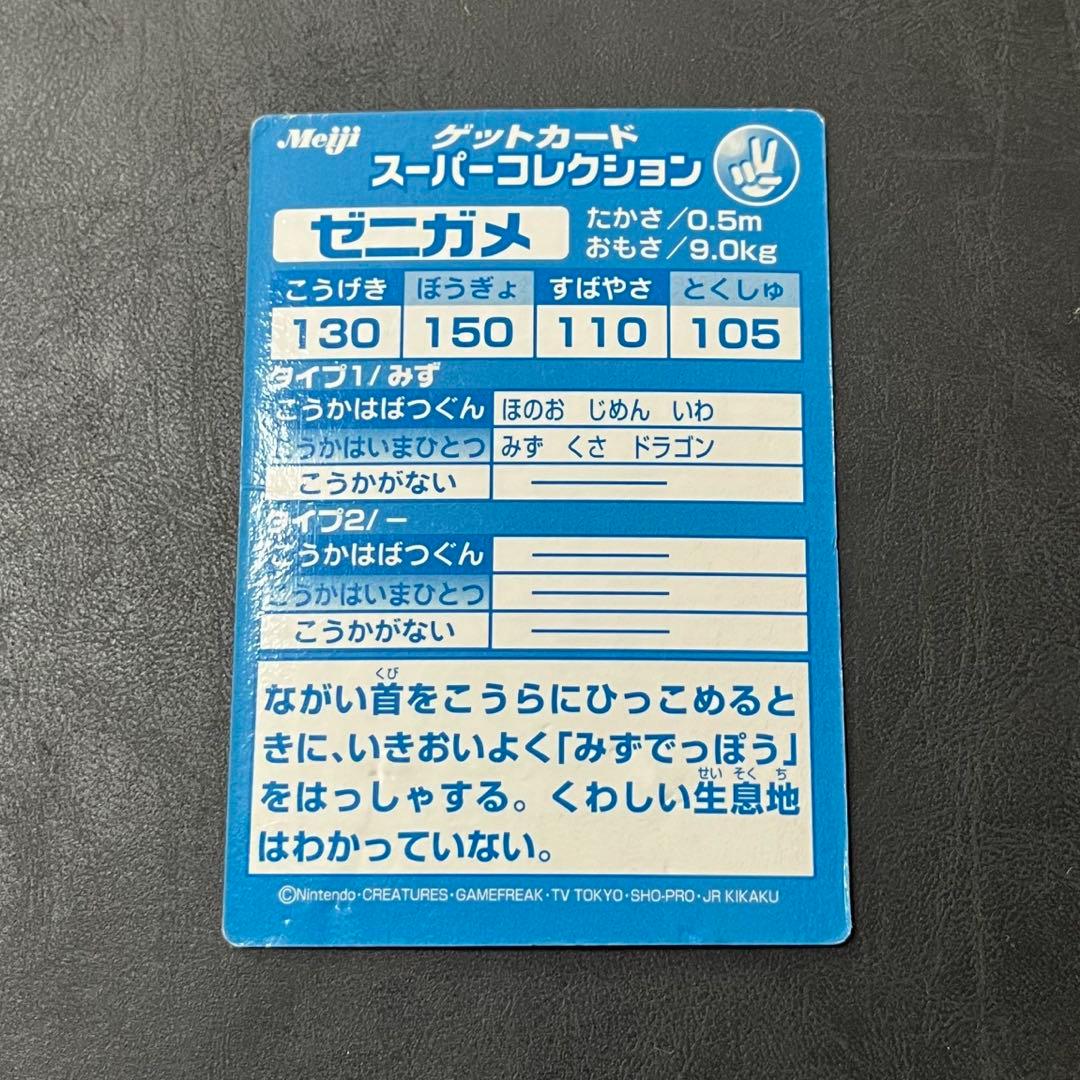 Meiji
ゲットカード
スーパーコレクション
ゼニガメ
たかさ/0.5m
おもさ/9.0kg
こうげき ぼうぎょ すばやさ とくしゅ
130 150 110 105
タイプ1/みず
こうかはばつぐん ほのお じめん いわ
こうかはいまひとつ みず くさ ドラゴン
こうかがない ――――
タイプ2/ー
こうかはばつぐん ――――
こうかはいまひとつ ――――
こうかがない ――――
くび
ながい首をこうらにひっこめると
きに、いきおいよく「みずでっぽう」
せい そく ち
をはっしゃする。くわしい生息地
はわかっていない。
©Nintendo・CREATURES・GAMEFREAK・TV TOKYO・SHO-PRO・JR KIKAKU